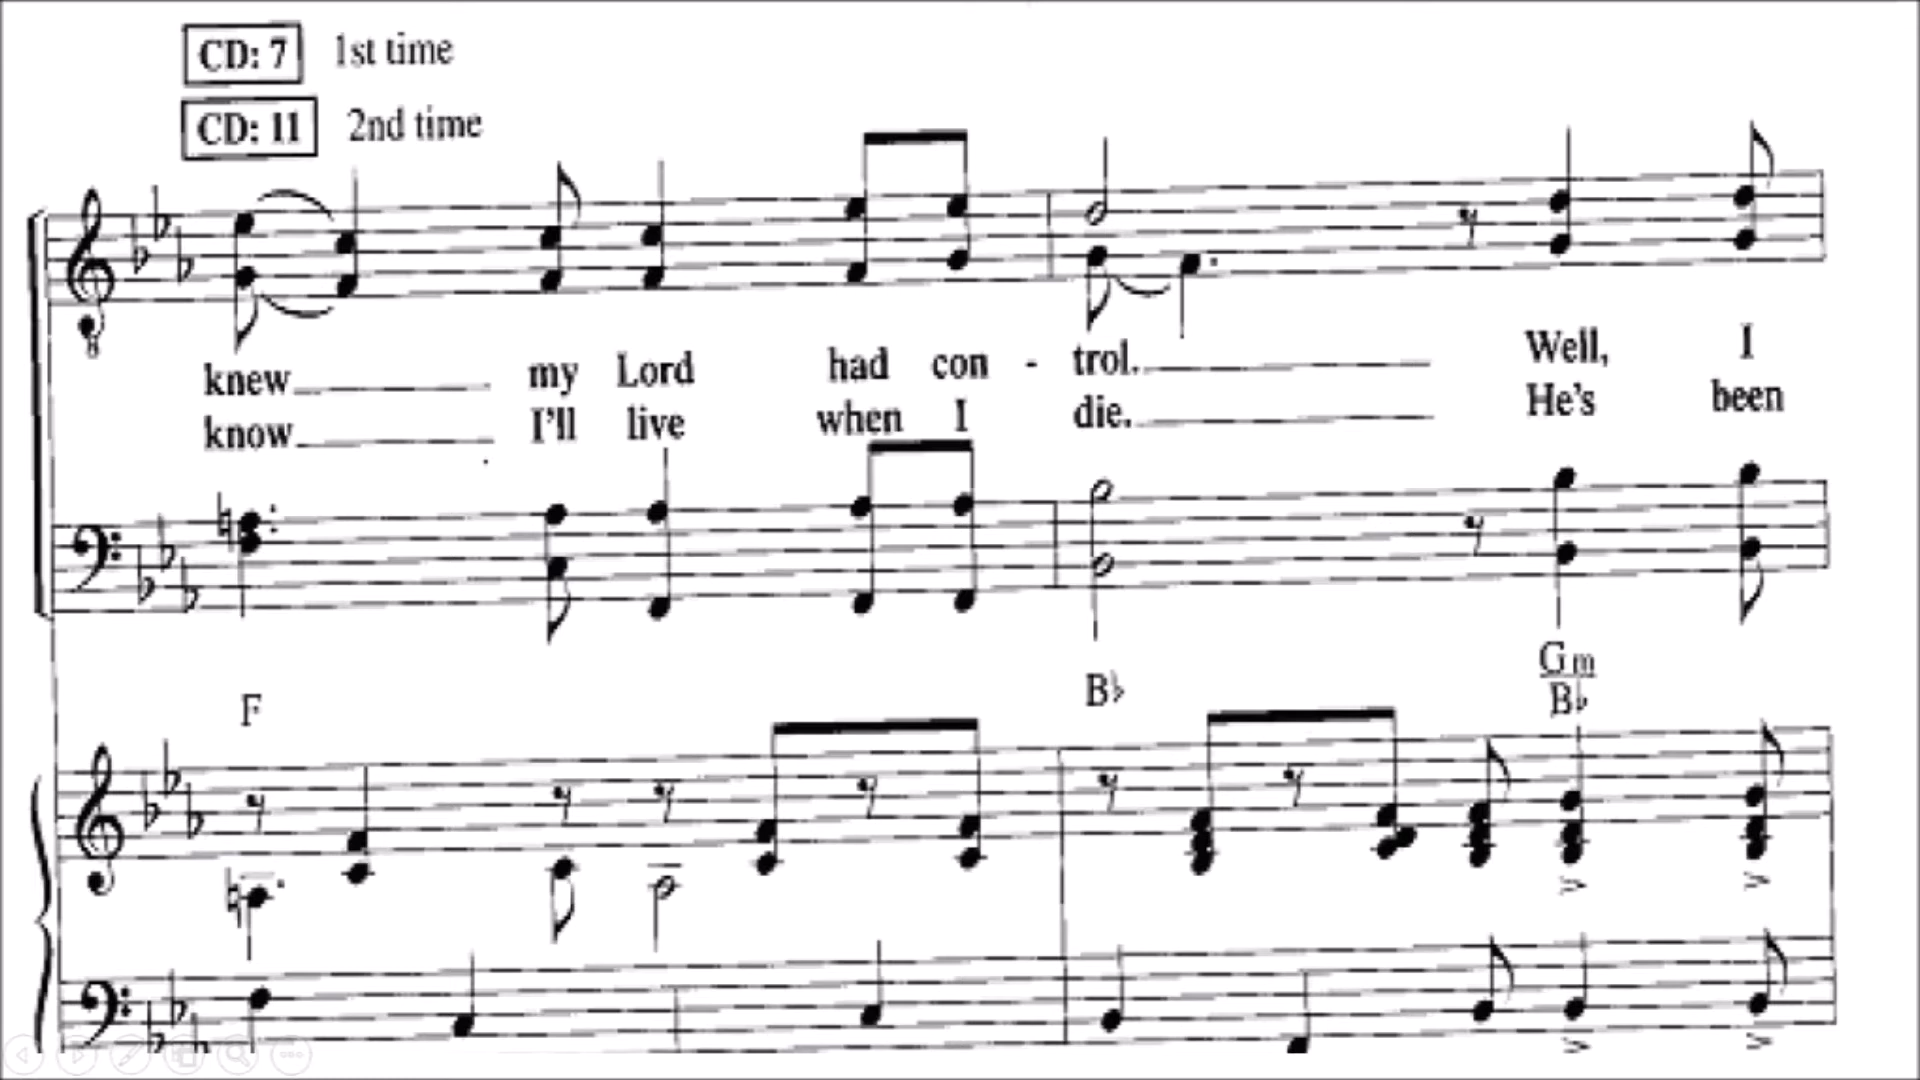 CD: 7 1st time
CD: 11 2nd time
8
knew my Lord had con - trol. Well, I
know I'll live when I die. He's been
F B♭ Gm
B♭